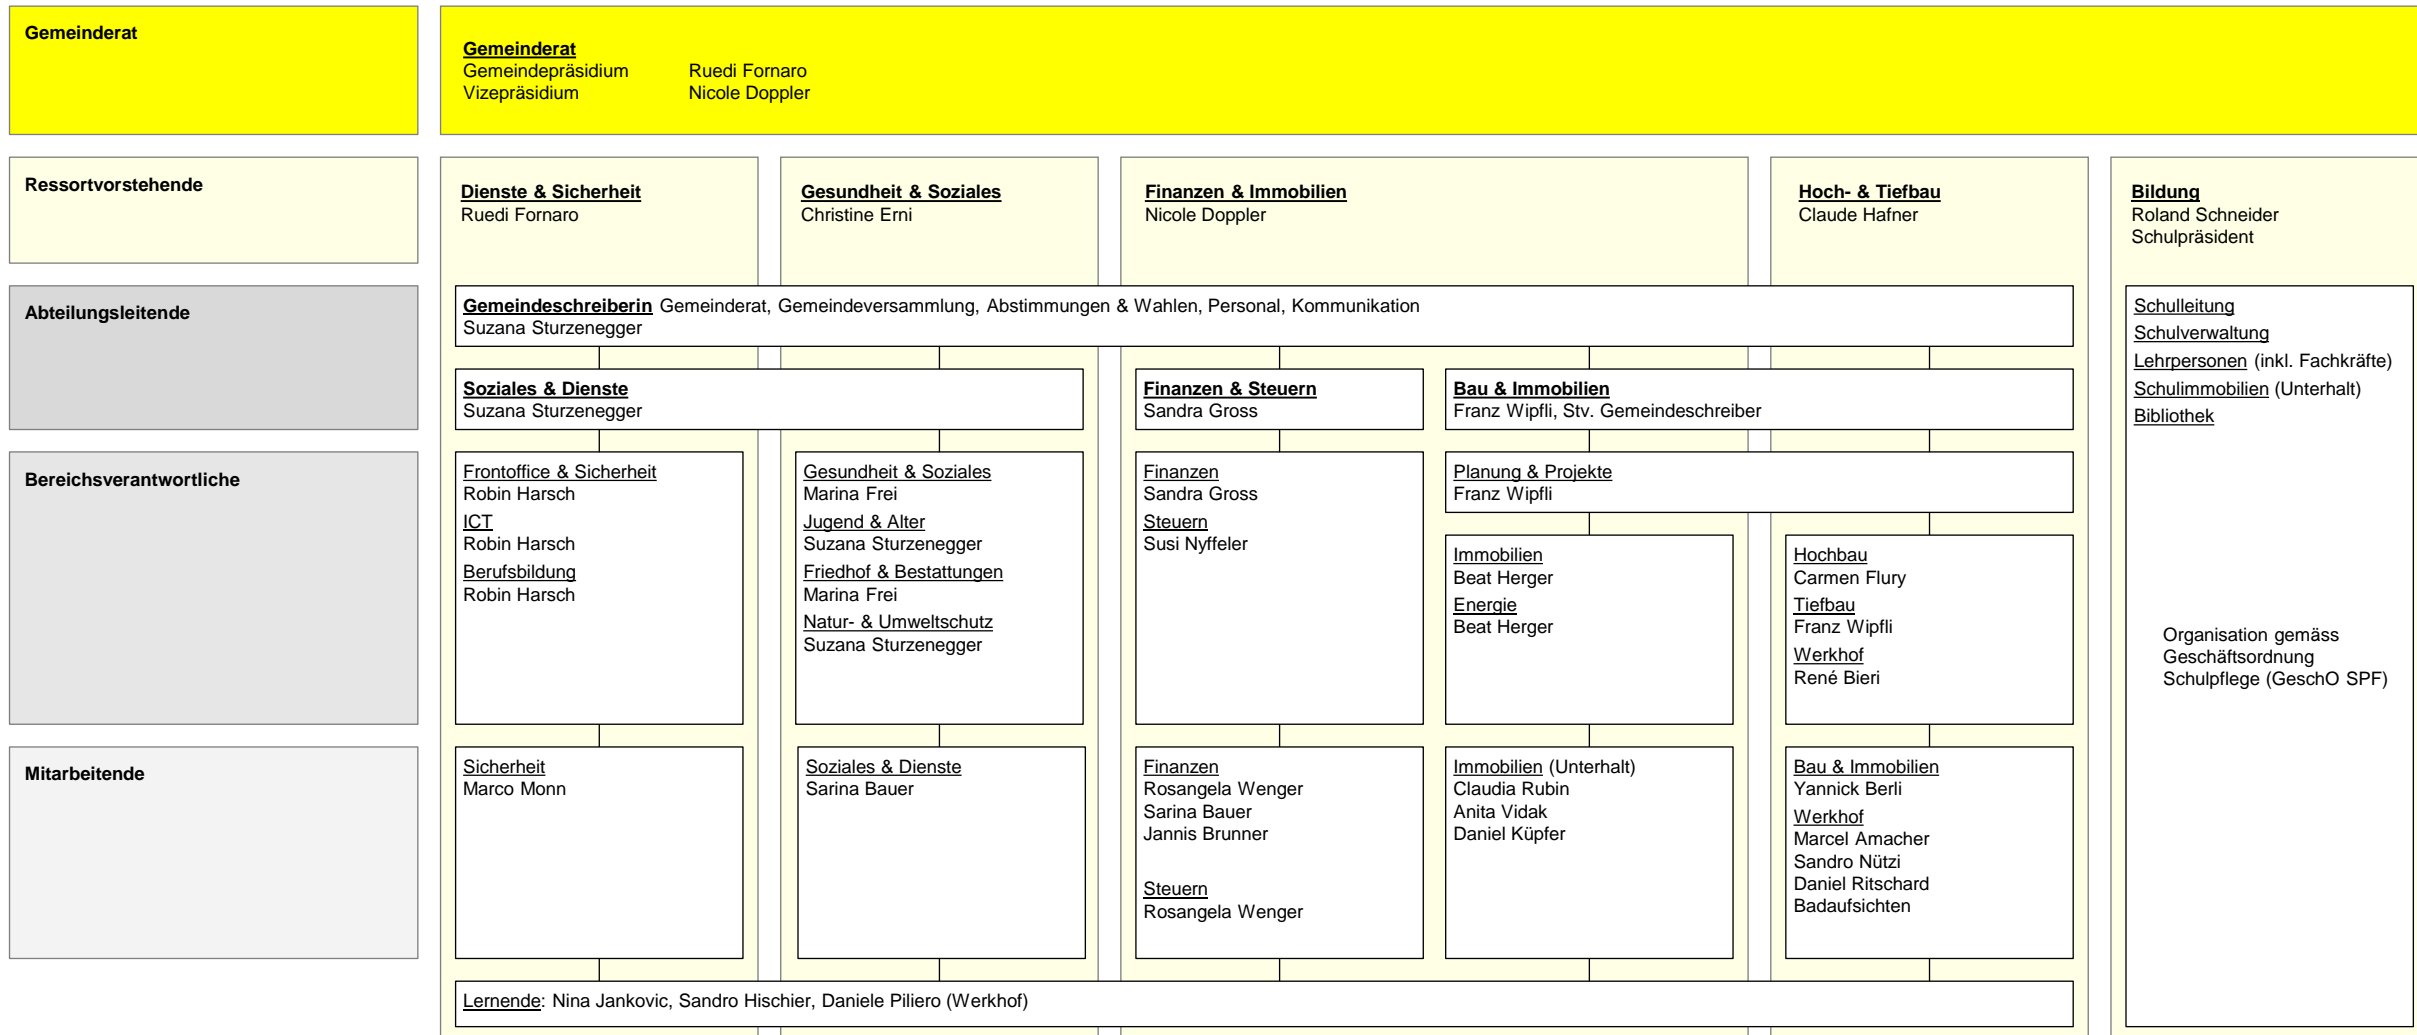 Gemeinderat
Gemeinderat
Gemeindepräsidium Ruedi Fornaro
Vizepräsidium Nicole Doppler
Ressortvorstehende
Dienste & Sicherheit
Ruedi Fornaro
Gesundheit & Soziales
Christine Erni
Finanzen & Immobilien
Nicole Doppler
Hoch- & Tiefbau
Claude Hafner
Bildung
Roland Schneider
Schulpräsident
Abteilungsleitende
Gemeindeschreiberin Gemeinderat, Gemeindeversammlung, Abstimmungen & Wahlen, Personal, Kommunikation
Suzana Sturzenegger
Soziales & Dienste
Suzana Sturzenegger
Finanzen & Steuern
Sandra Gross
Bau & Immobilien
Franz Wipfli, Stv. Gemeindeschreiber
Schulleitung
Schulverwaltung
Lehrpersonen (inkl. Fachkräfte)
Schulimmobilien (Unterhalt)
Bibliothek
Organisation gemäss
Geschäftsordnung
Schulpflege (GeschO SPF)
Bereichsverantwortliche
Frontoffice & Sicherheit
Robin Harsch
ICT
Robin Harsch
Berufsbildung
Robin Harsch
Gesundheit & Soziales
Marina Frei
Jugend & Alter
Suzana Sturzenegger
Friedhof & Bestattungen
Marina Frei
Natur- & Umweltschutz
Suzana Sturzenegger
Finanzen
Sandra Gross
Steuern
Susi Nyffeler
Planung & Projekte
Franz Wipfli
Immobilien
Beat Herger
Energie
Beat Herger
Hochbau
Carmen Flury
Tiefbau
Franz Wipfli
Werkhof
René Bieri
Mitarbeitende
Sicherheit
Marco Monn
Soziales & Dienste
Sarina Bauer
Finanzen
Rosangela Wenger
Sarina Bauer
Jannis Brunner
Steuern
Rosangela Wenger
Immobilien (Unterhalt)
Claudia Rubin
Anita Vidak
Daniel Küpfer
Bau & Immobilien
Yannick Berli
Werkhof
Marcel Amacher
Sandro Nützi
Daniel Ritschard
Badaufsichten
Lernende: Nina Jankovic, Sandro Hischier, Daniele Piliero (Werkhof)